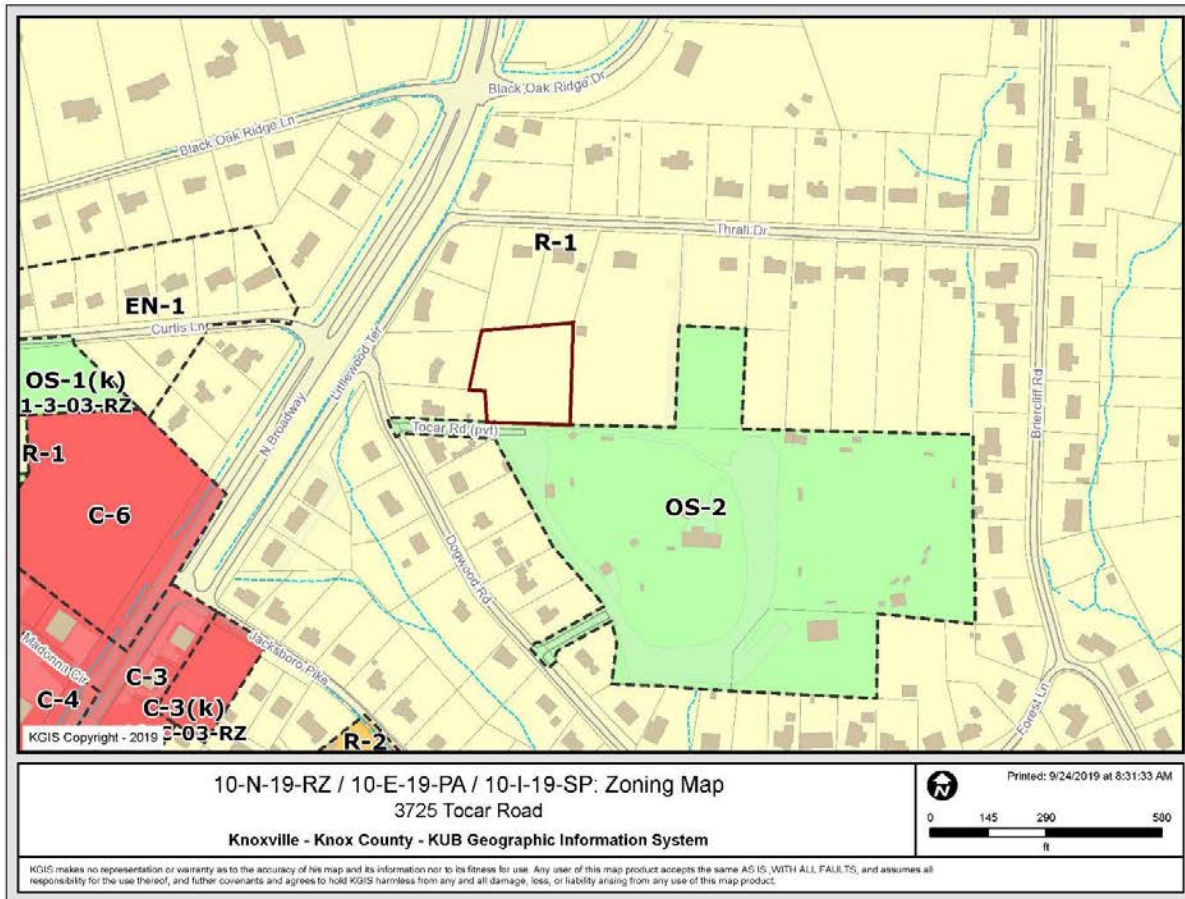 Black Oak Ridge Dr
Black Oak Ridge Ln
Thrall Dr
R-1
EN-1
Curtis Ln
Littlewood Ter
N Broadway
OS-1(k)
1-3-03-RZ
R-1
Briercliff Rd
Tocar Rd (pvt)
C-6
OS-2
Dogwood Rd
Jacksboro Pike
Madonna Cir
C-3
C-4
C-3(k)
C-03-RZ
R-2
Forest Ln
KGIS Copyright - 2019
10-N-19-RZ / 10-E-19-PA / 10-I-19-SP: Zoning Map
3725 Tocar Road
Knoxville - Knox County - KUB Geographic Information System
N
Printed: 9/24/2019 at 8:31:33 AM
0 145 290 580
ft
KGIS makes no representation or warranty as to the accuracy of his map and its information nor to its fitness for use. Any user of this map product accepts the same AS IS ,WITH ALL FAULTS, and assumes all
responsibility for the use thereof, and futher covenants and agrees to hold KGIS harmless from any and all damage, loss, or liability arising from any use of this map product.